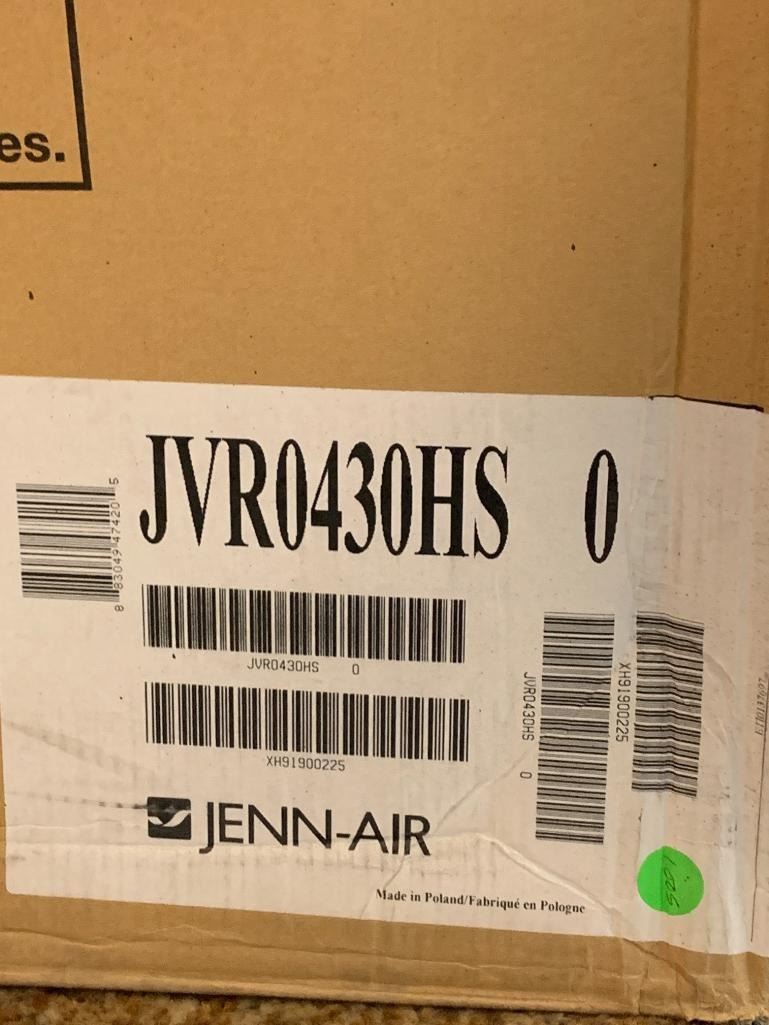 es.
JVR0430HS 0
8 83049 47420 5
JVR0430HS 0
XH91900225
JVR0430HS 0
XH91900225
JENN-AIR
Made in Poland/Fabriqué en Pologne